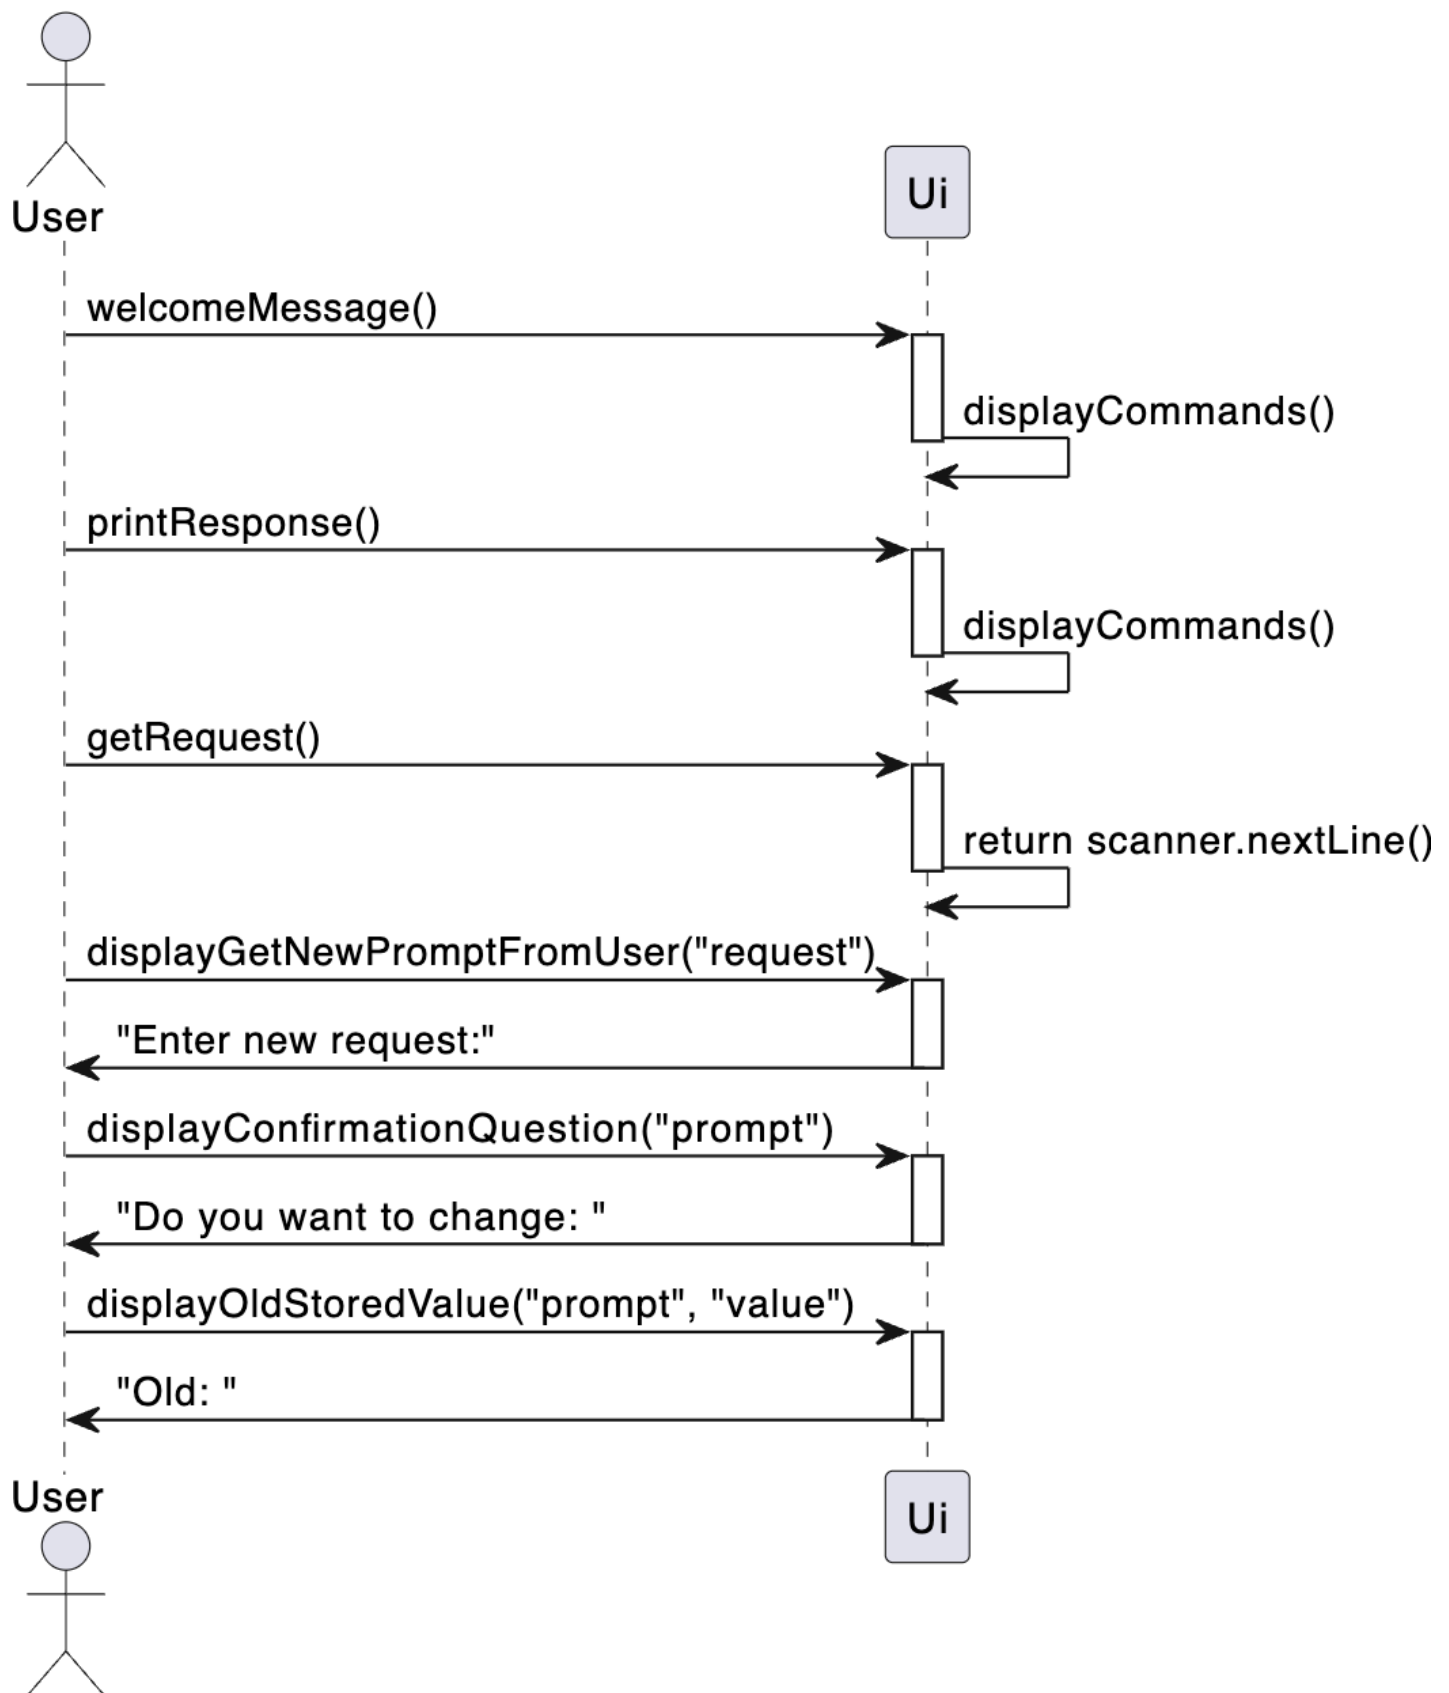 User
Ui
welcomeMessage()
displayCommands()
printResponse()
displayCommands()
getRequest()
return scanner.nextLine()
displayGetNewPromptFromUser("request")
"Enter new request:"
displayConfirmationQuestion("prompt")
"Do you want to change: "
displayOldStoredValue("prompt", "value")
"Old: "
User
Ui